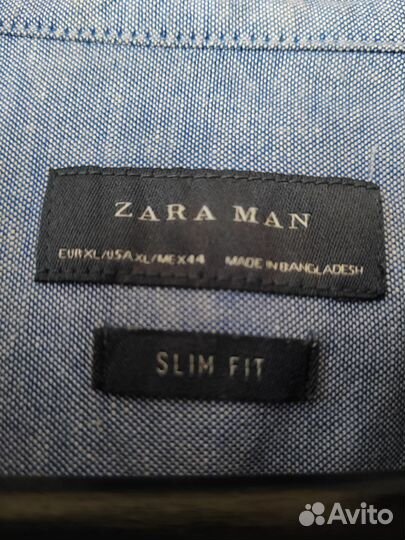 ZARA MAN
EUR XL/USA XL/MEX 44 MADE IN BANGLADESH
SLIM FIT
Avito